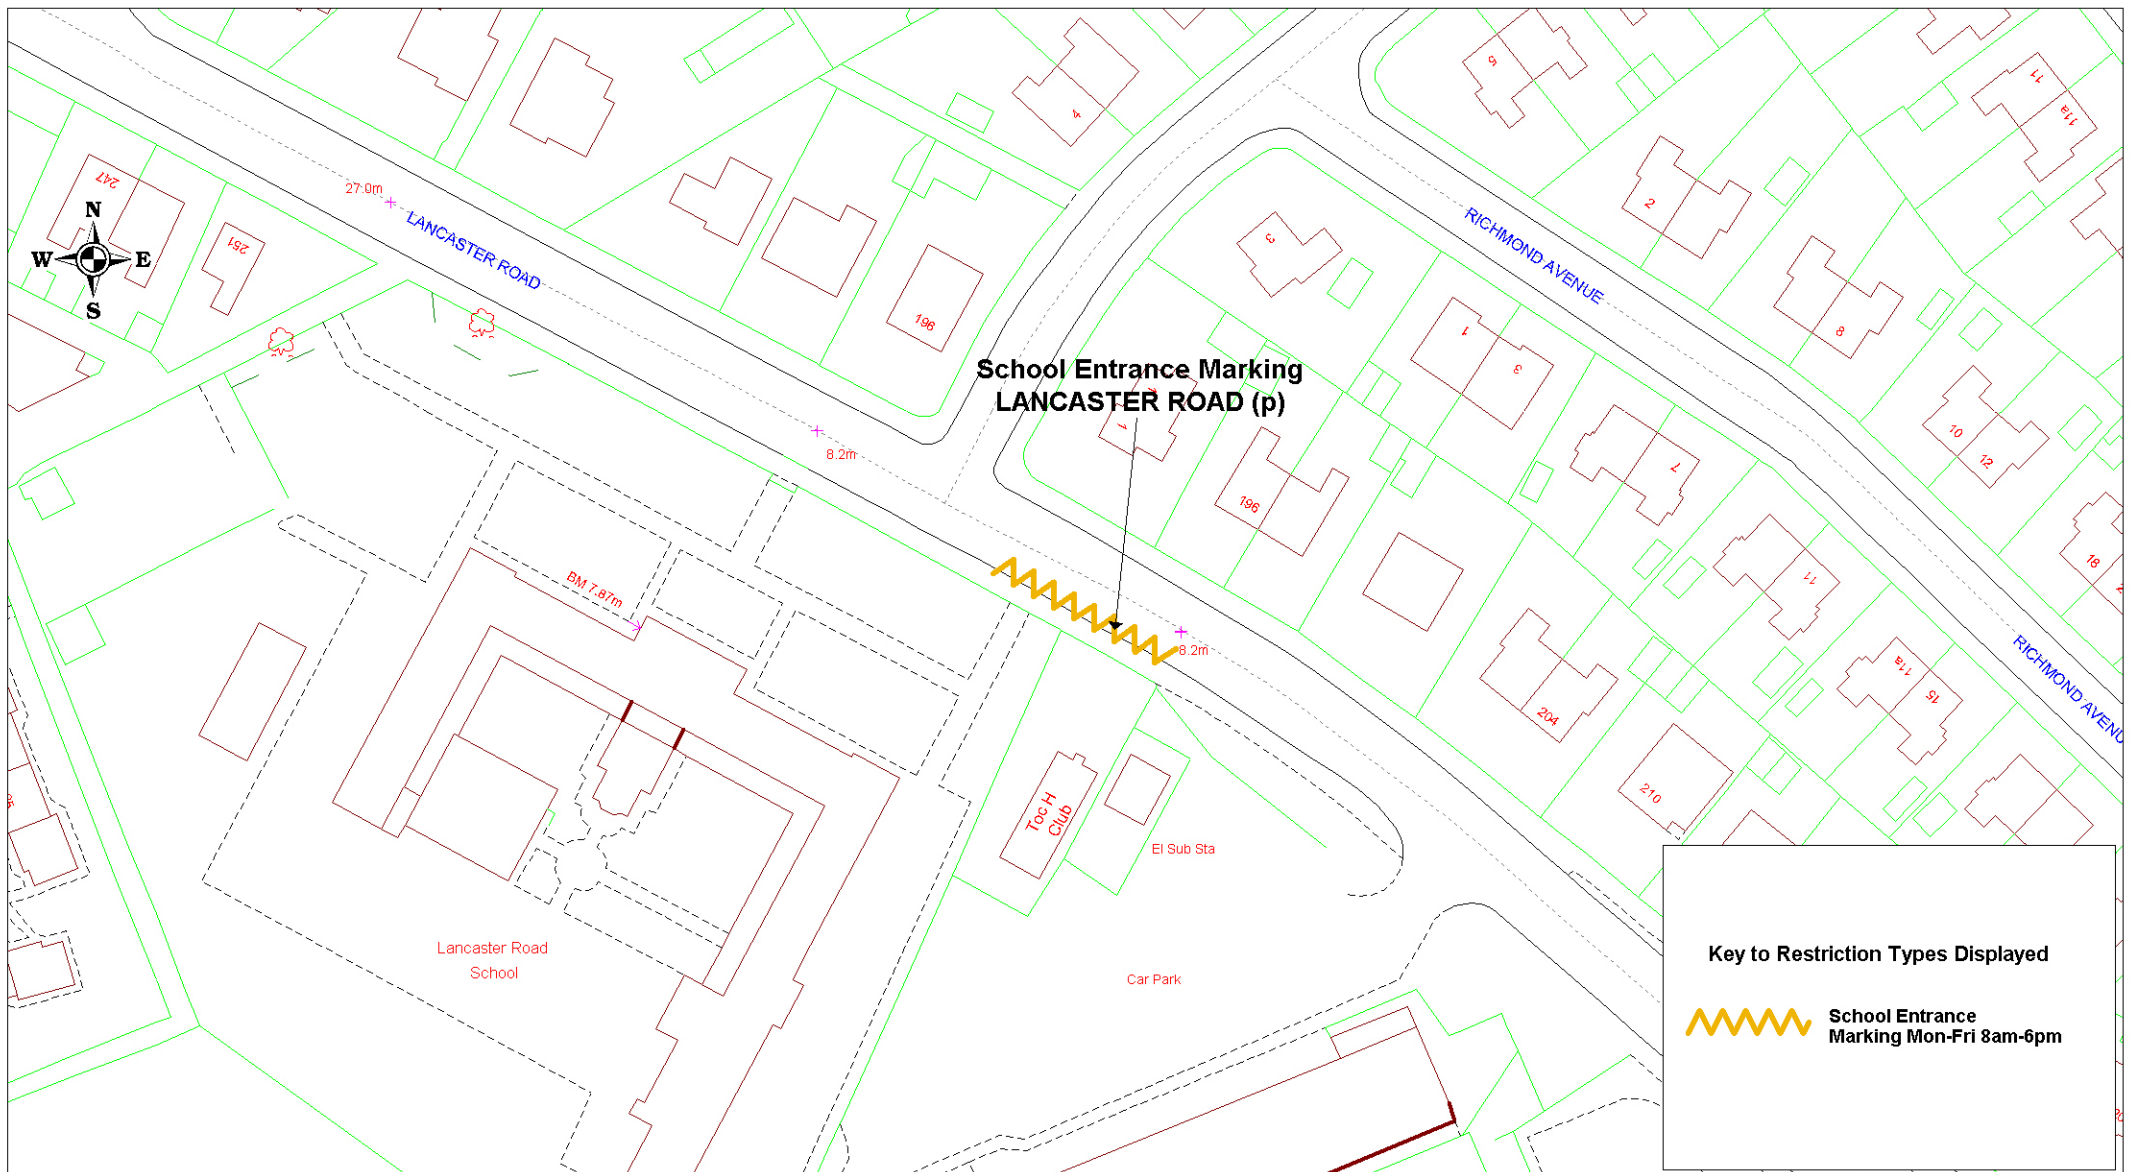 5
11
11a
4
247
27.0m
LANCASTER ROAD
N
W E
S
251
2
RICHMOND AVENUE
3
8
196
1
3
School Entrance Marking
LANCASTER ROAD (p)
1
8.2m
7
10
12
196
18
11
BM 7.87m
8.2m
RICHMOND AVENU
11a
15
204
210
Toc H
Club
El Sub Sta
Lancaster Road
School
Car Park
Key to Restriction Types Displayed
School Entrance
Marking Mon-Fri 8am-6pm